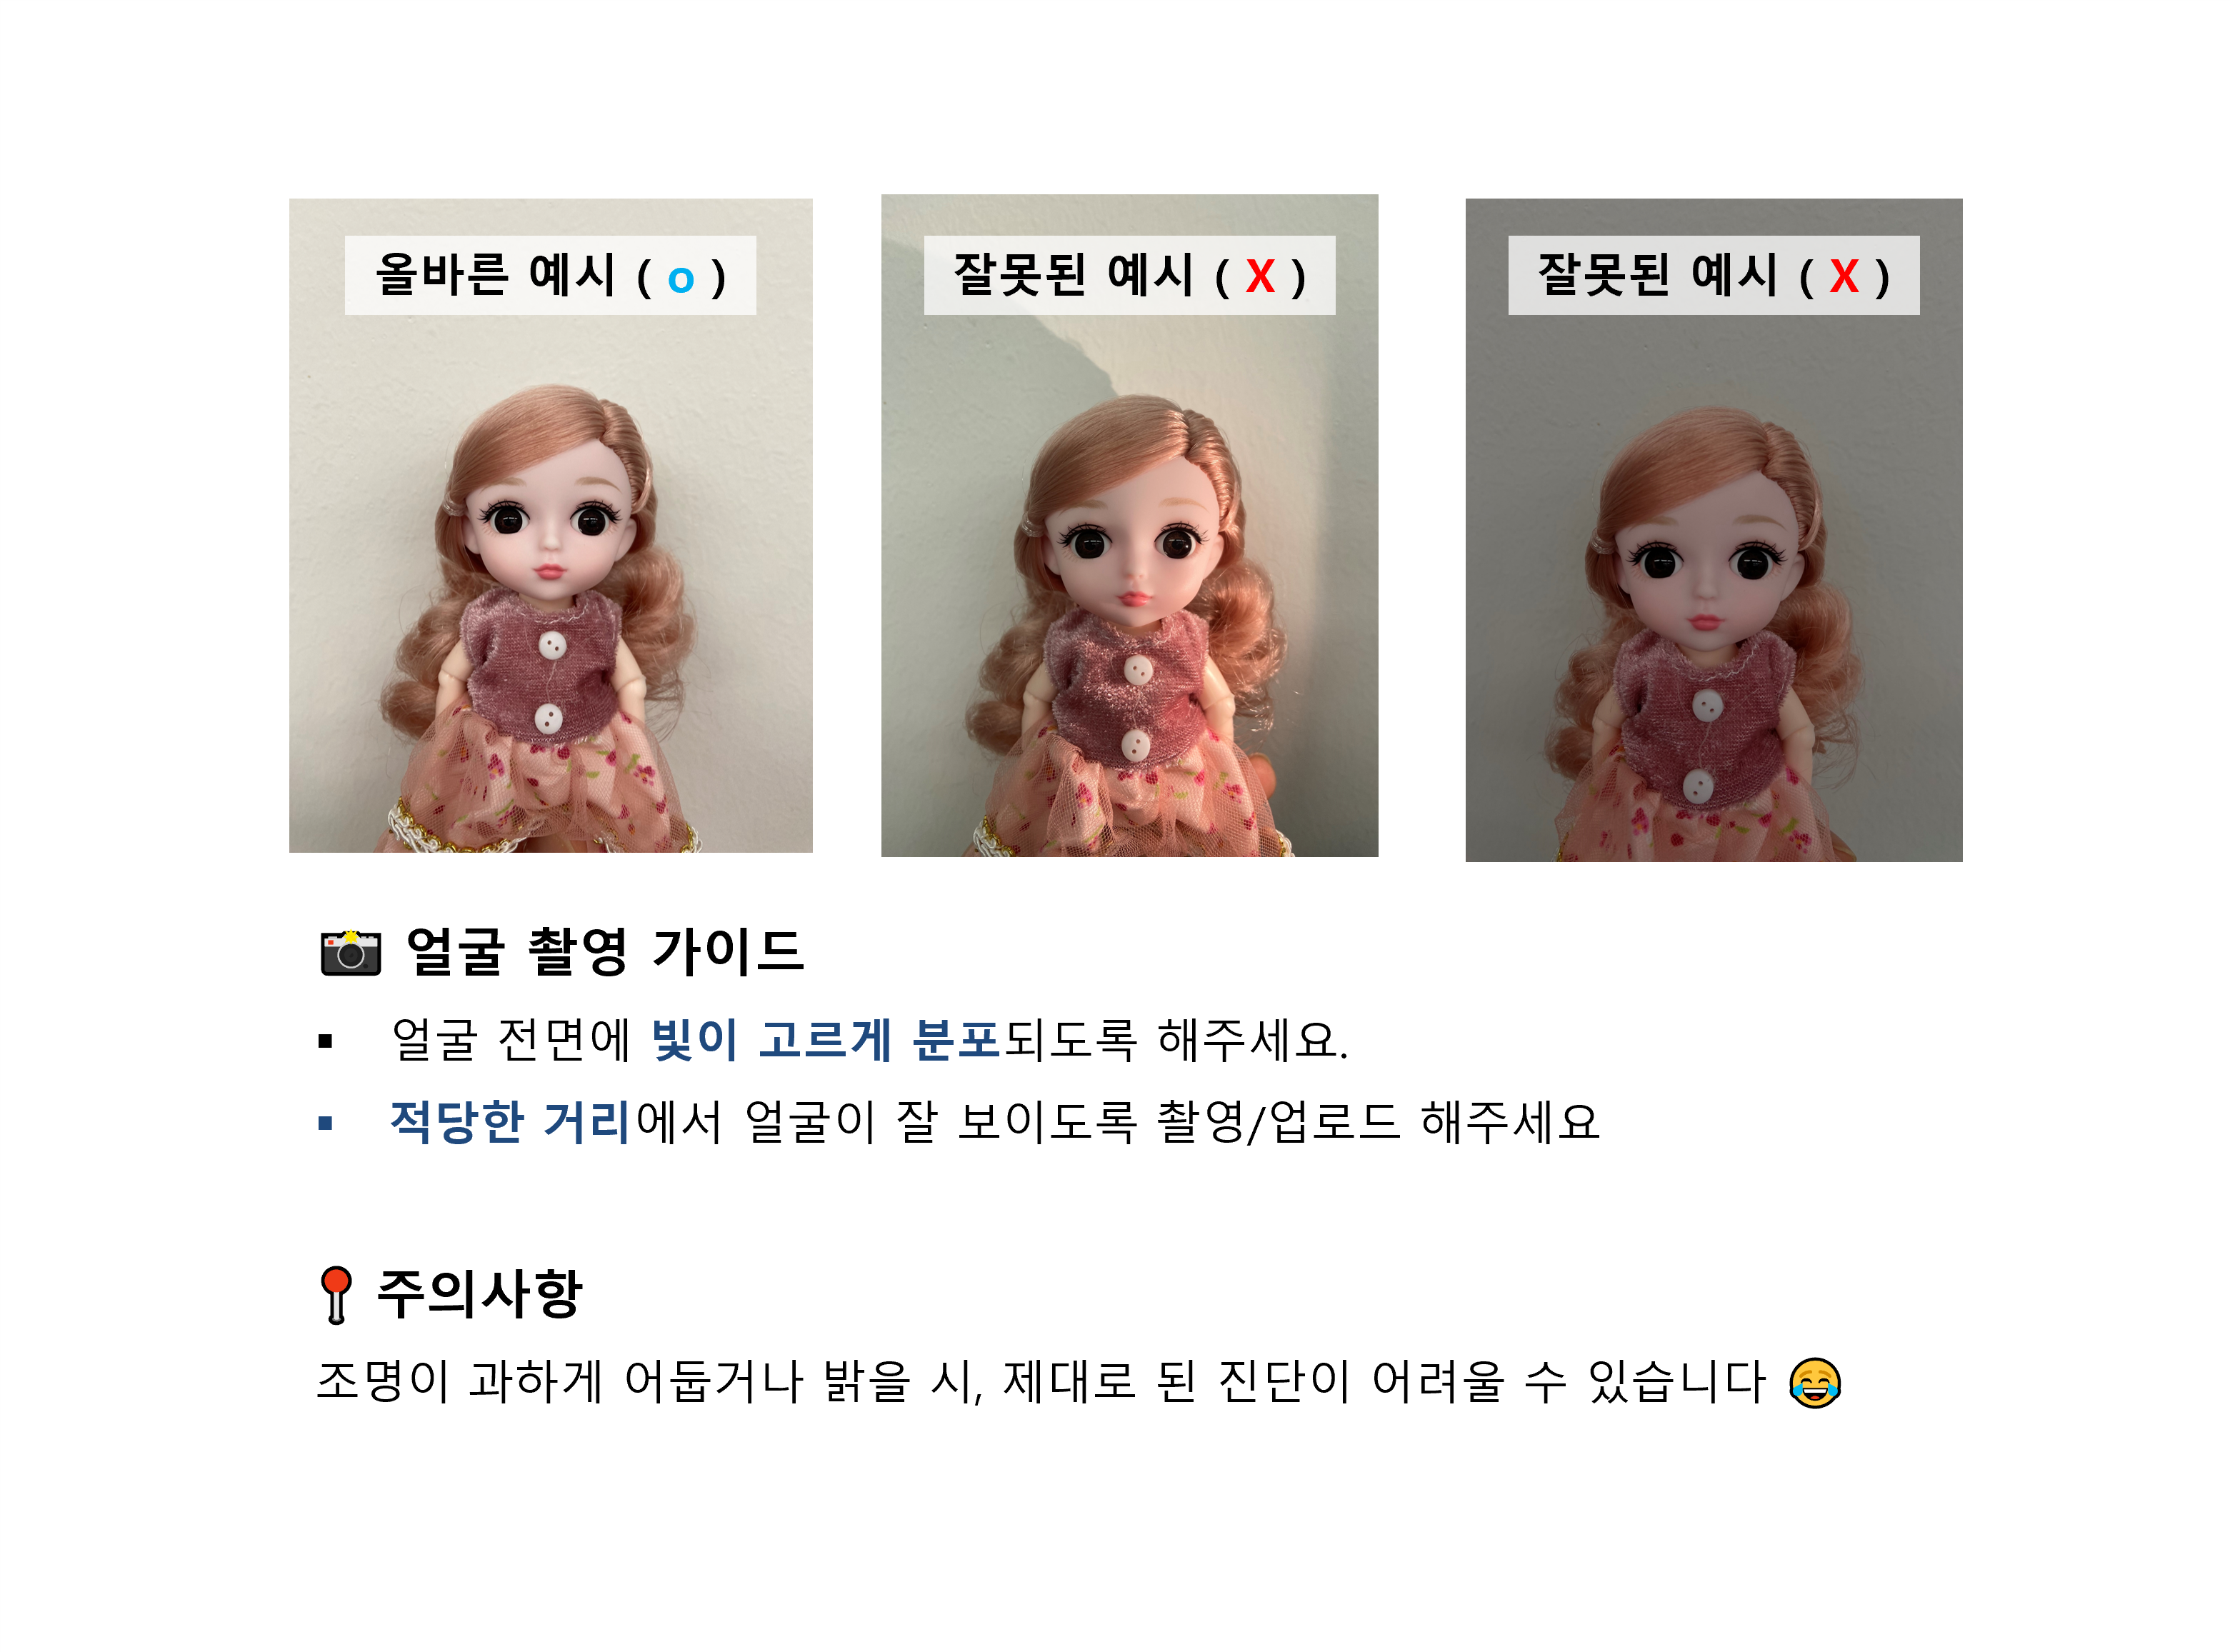 올바른 예시 ( o )
잘못된 예시 ( X )
잘못된 예시 ( X )
📸 얼굴 촬영 가이드
▪ 얼굴 전면에 빛이 고르게 분포되도록 해주세요.
▪ 적당한 거리에서 얼굴이 잘 보이도록 촬영/업로드 해주세요
📍 주의사항
조명이 과하게 어둡거나 밝을 시, 제대로 된 진단이 어려울 수 있습니다 😂